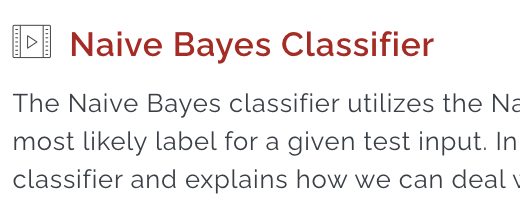 Naive Bayes Classifier
The Naive Bayes classifier utilizes the
most likely label for a given test input. In
classifier and explains how we can deal